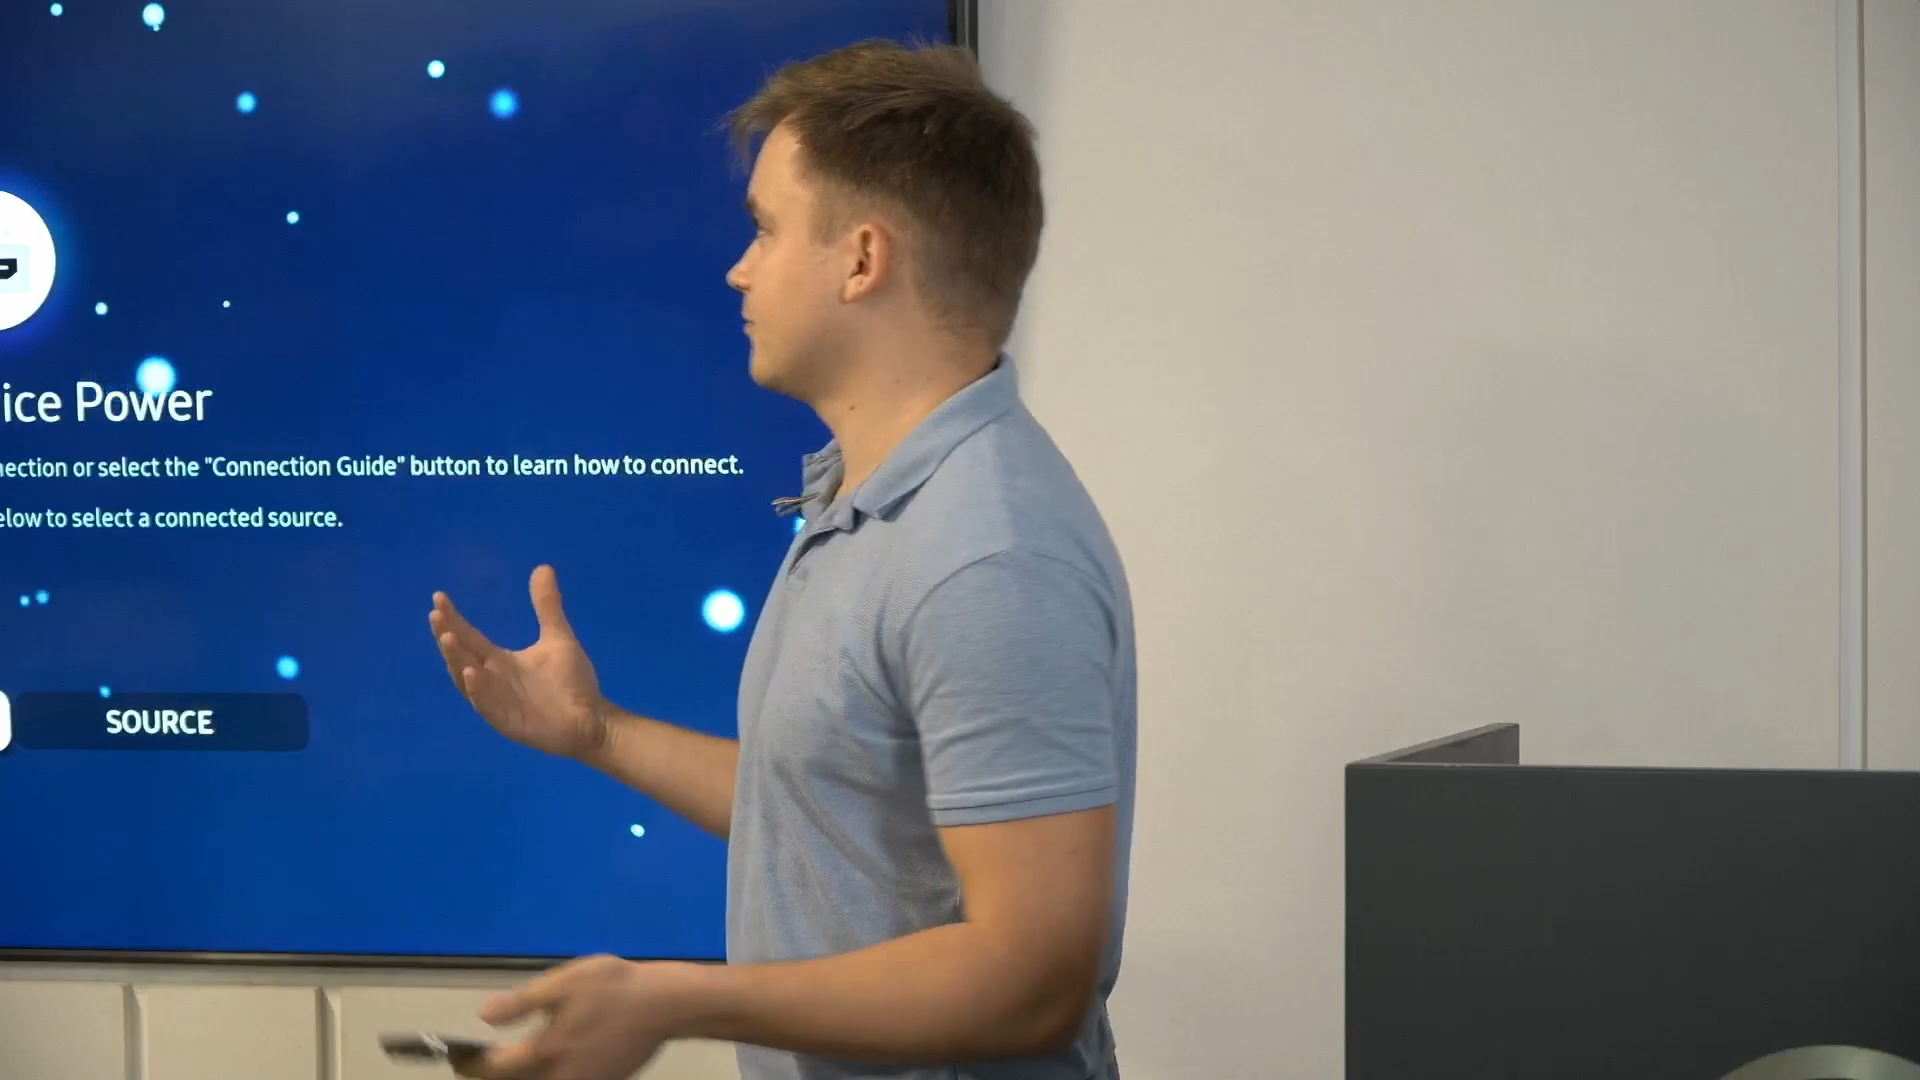 ice Power
nection or select the "Connection Guide" button to learn how to connect.
elow to select a connected source.
SOURCE